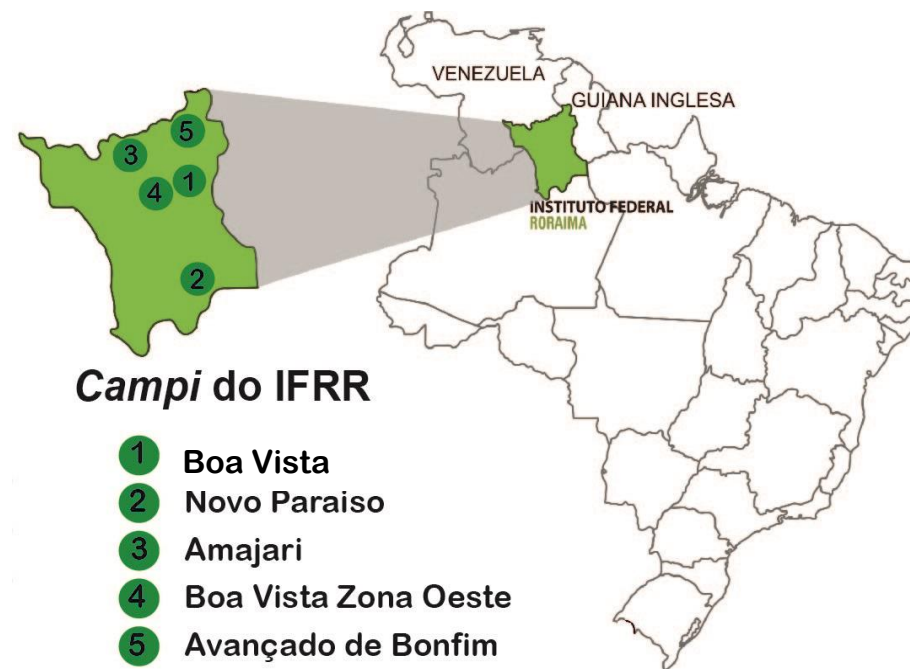 VENEZUELA
GUIANA INGLESA
5
3
4
1
2
INSTITUTO FEDERAL
RORAIMA
Campi do IFRR
1 Boa Vista
2 Novo Paraiso
3 Amajari
4 Boa Vista Zona Oeste
5 Avançado de Bonfim